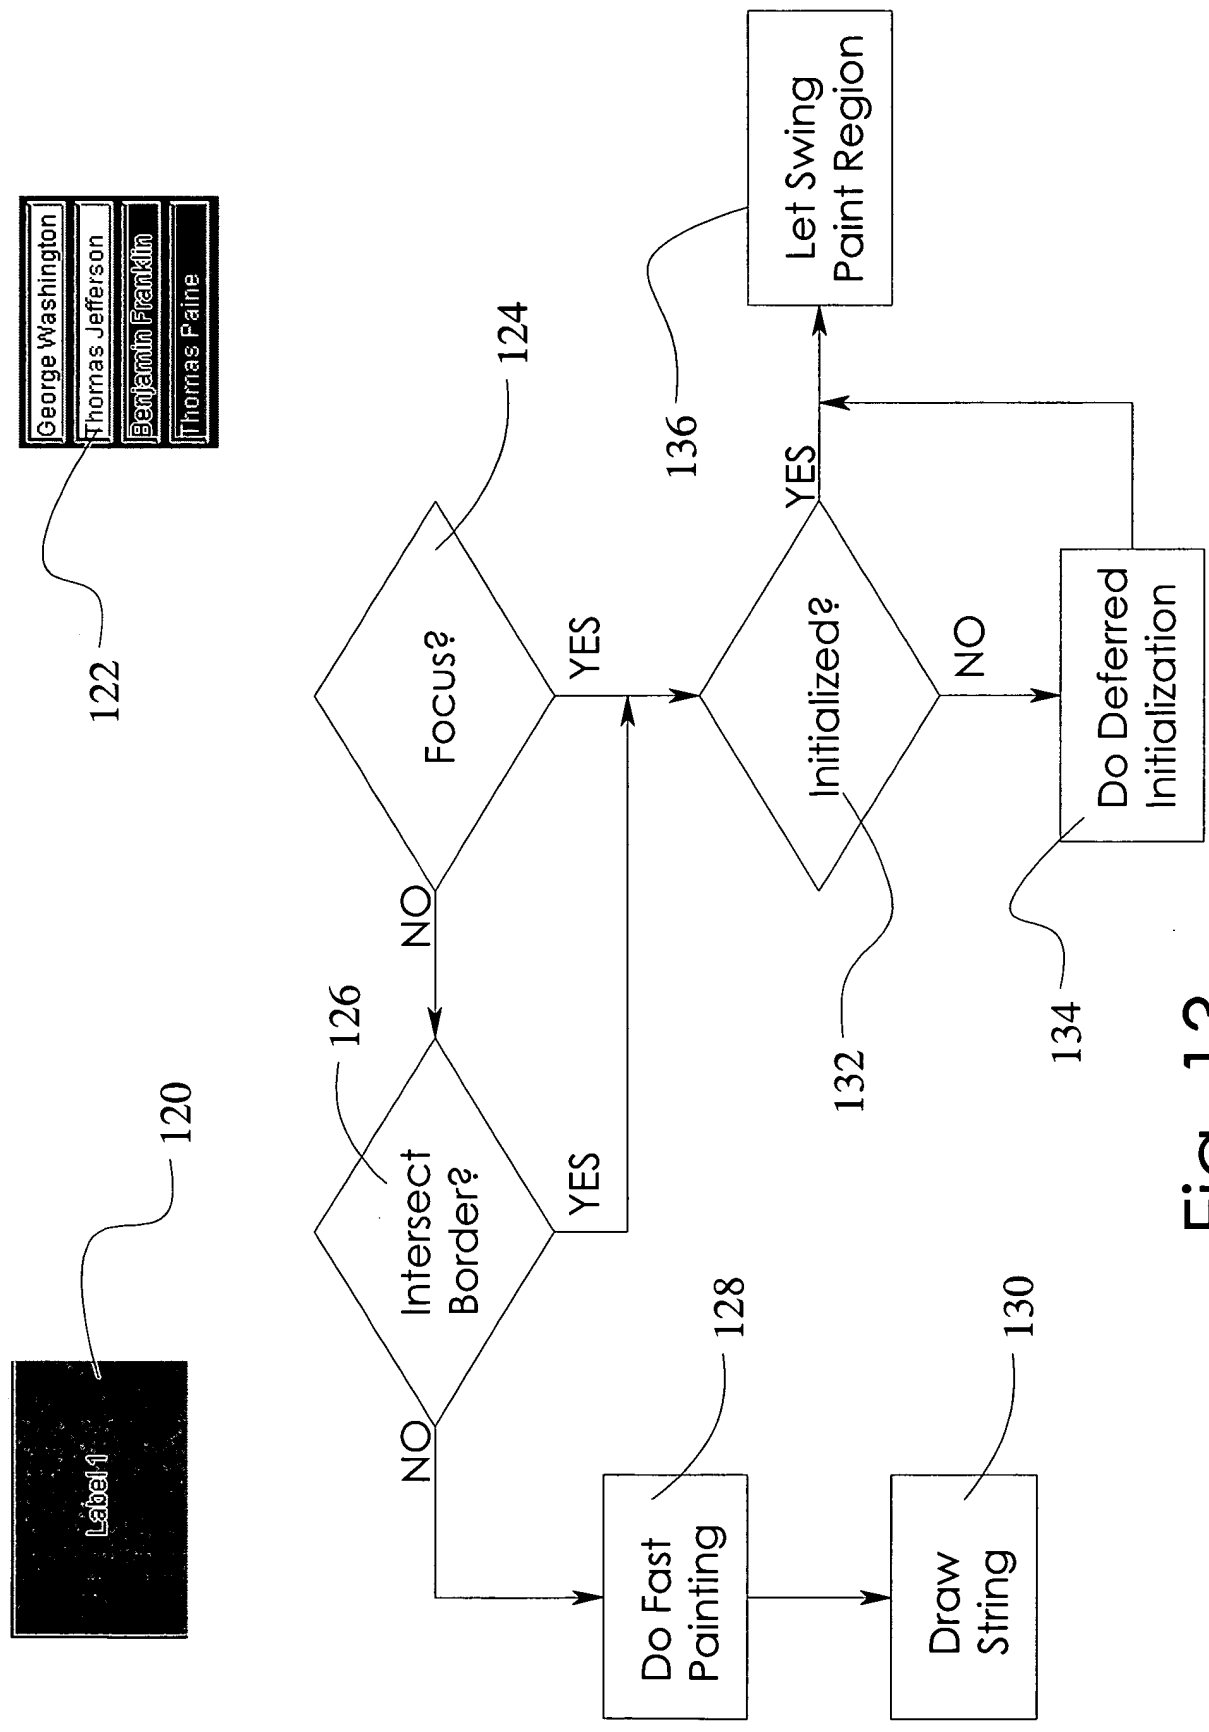 Label 1
120
George Washington
Thomas Jefferson
Benjamin Franklin
Thomas Paine
122
126
124
Intersect
Border?
NO
Focus?
NO
YES
YES
128
Do Fast
Painting
136
Let Swing
Paint Region
Initialized?
YES
132
NO
130
Draw
String
134
Do Deferred
Initialization